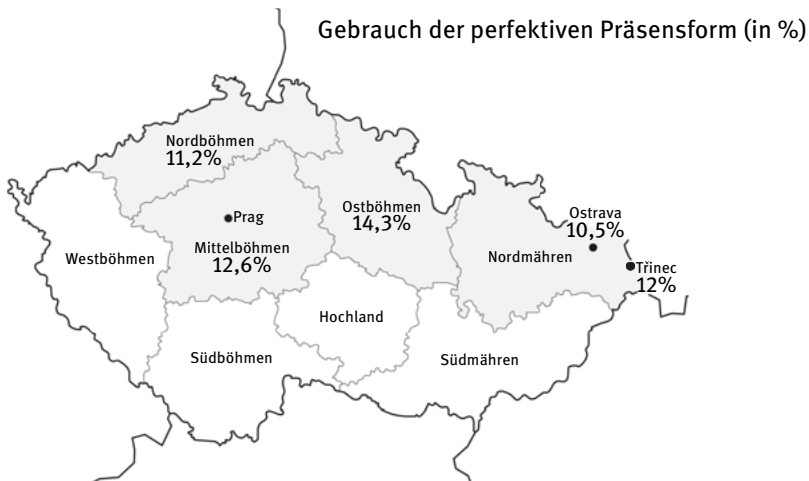 Gebrauch der perfektiven Präsensform (in %)
Nordböhmen
11,2%
Ostböhmen
14,3%
Ostrava
10,5%
Prag
Mittelböhmen
12,6%
Westböhmen
Nordmähren
Třinec
12%
Hochland
Südböhmen
Südmähren